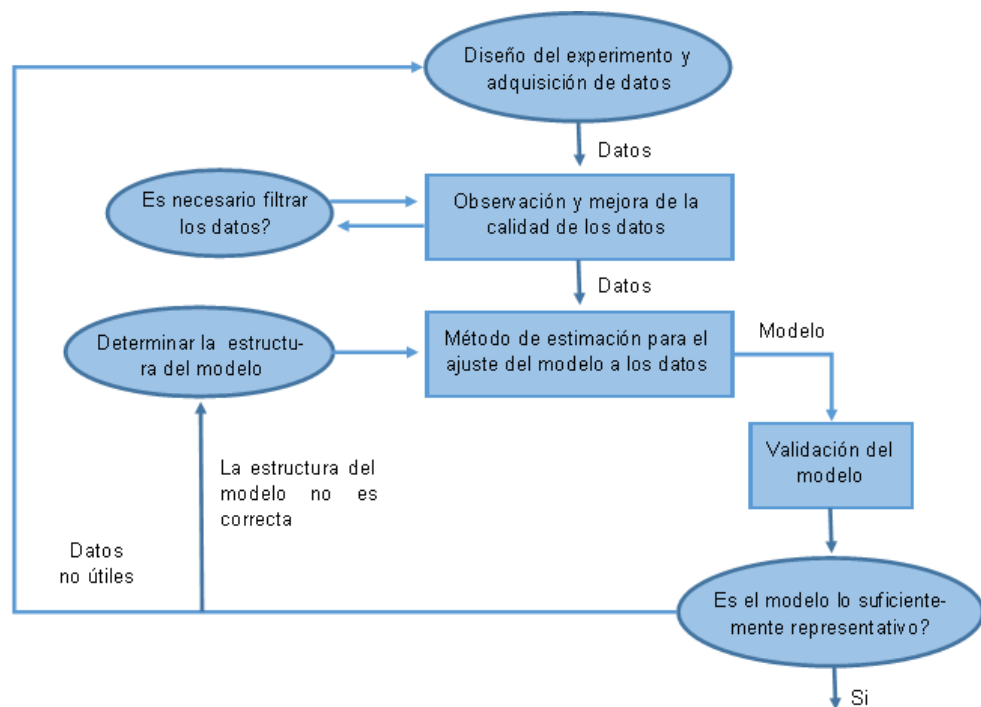 Diseño del experimento y
adquisición de datos
Datos
Es necesario filtrar
los datos?
Observación y mejora de la
calidad de los datos
Datos
Determinar la estructu-
ra del modelo
Método de estimación para el
ajuste del modelo a los datos
Modelo
Validación del
modelo
La estructura del
modelo no es
correcta
Datos
no útiles
Es el modelo lo suficiente-
mente representativo?
Si